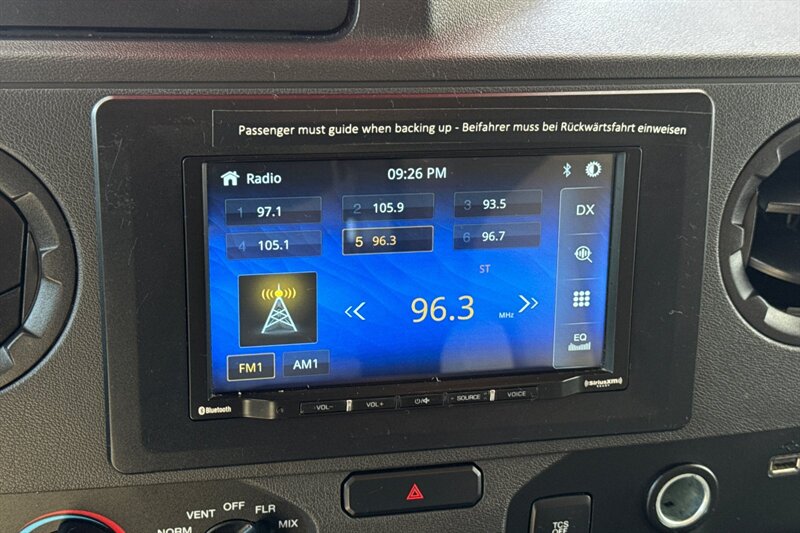 Passenger must guide when backing up - Beifahrer muss bei Rückwärtsfahrt einweisen
Radio 09:26 PM
1 97.1 2 105.9 3 93.5 DX
4 105.1 5 96.3 6 96.7
ST
96.3 MHz
EQ
FM1 AM1
Bluetooth VOL- VOL+ SOURCE VOICE ((SiriusXM))
READY
NORM VENT OFF FLR MIX
TCS
OFF